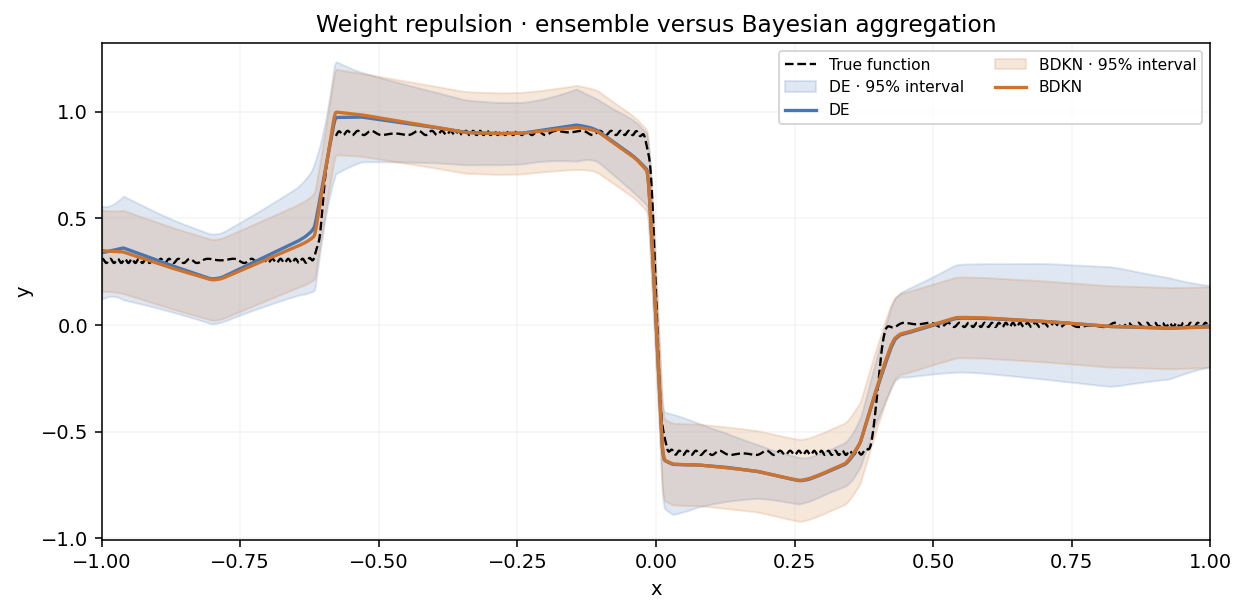 Weight repulsion · ensemble versus Bayesian aggregation
True function
DE · 95% interval
DE
BDKN · 95% interval
BDKN
y
1.0
0.5
0.0
−0.5
−1.0
−1.00 −0.75 −0.50 −0.25 0.00 0.25 0.50 0.75 1.00
x